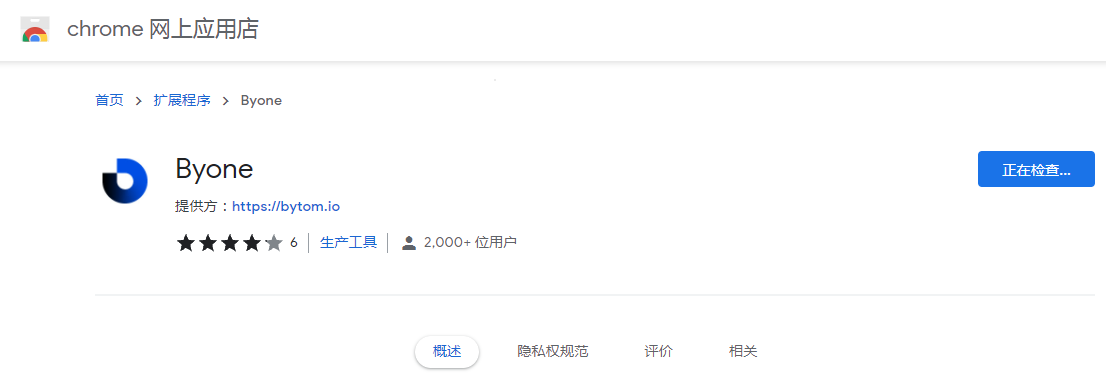 chrome 网上应用店
首页 > 扩展程序 > Byone
Byone
正在检查...
提供方：https://bytom.io
6 生产工具 2,000+ 位用户
概述 隐私权规范 评价 相关